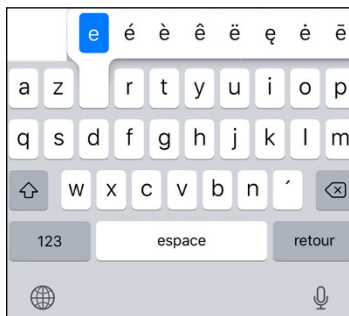 e é è ê ë ę ė ē
a z r t y u i o p
q s d f g h j k l m
w x c v b n ´
123 espace retour